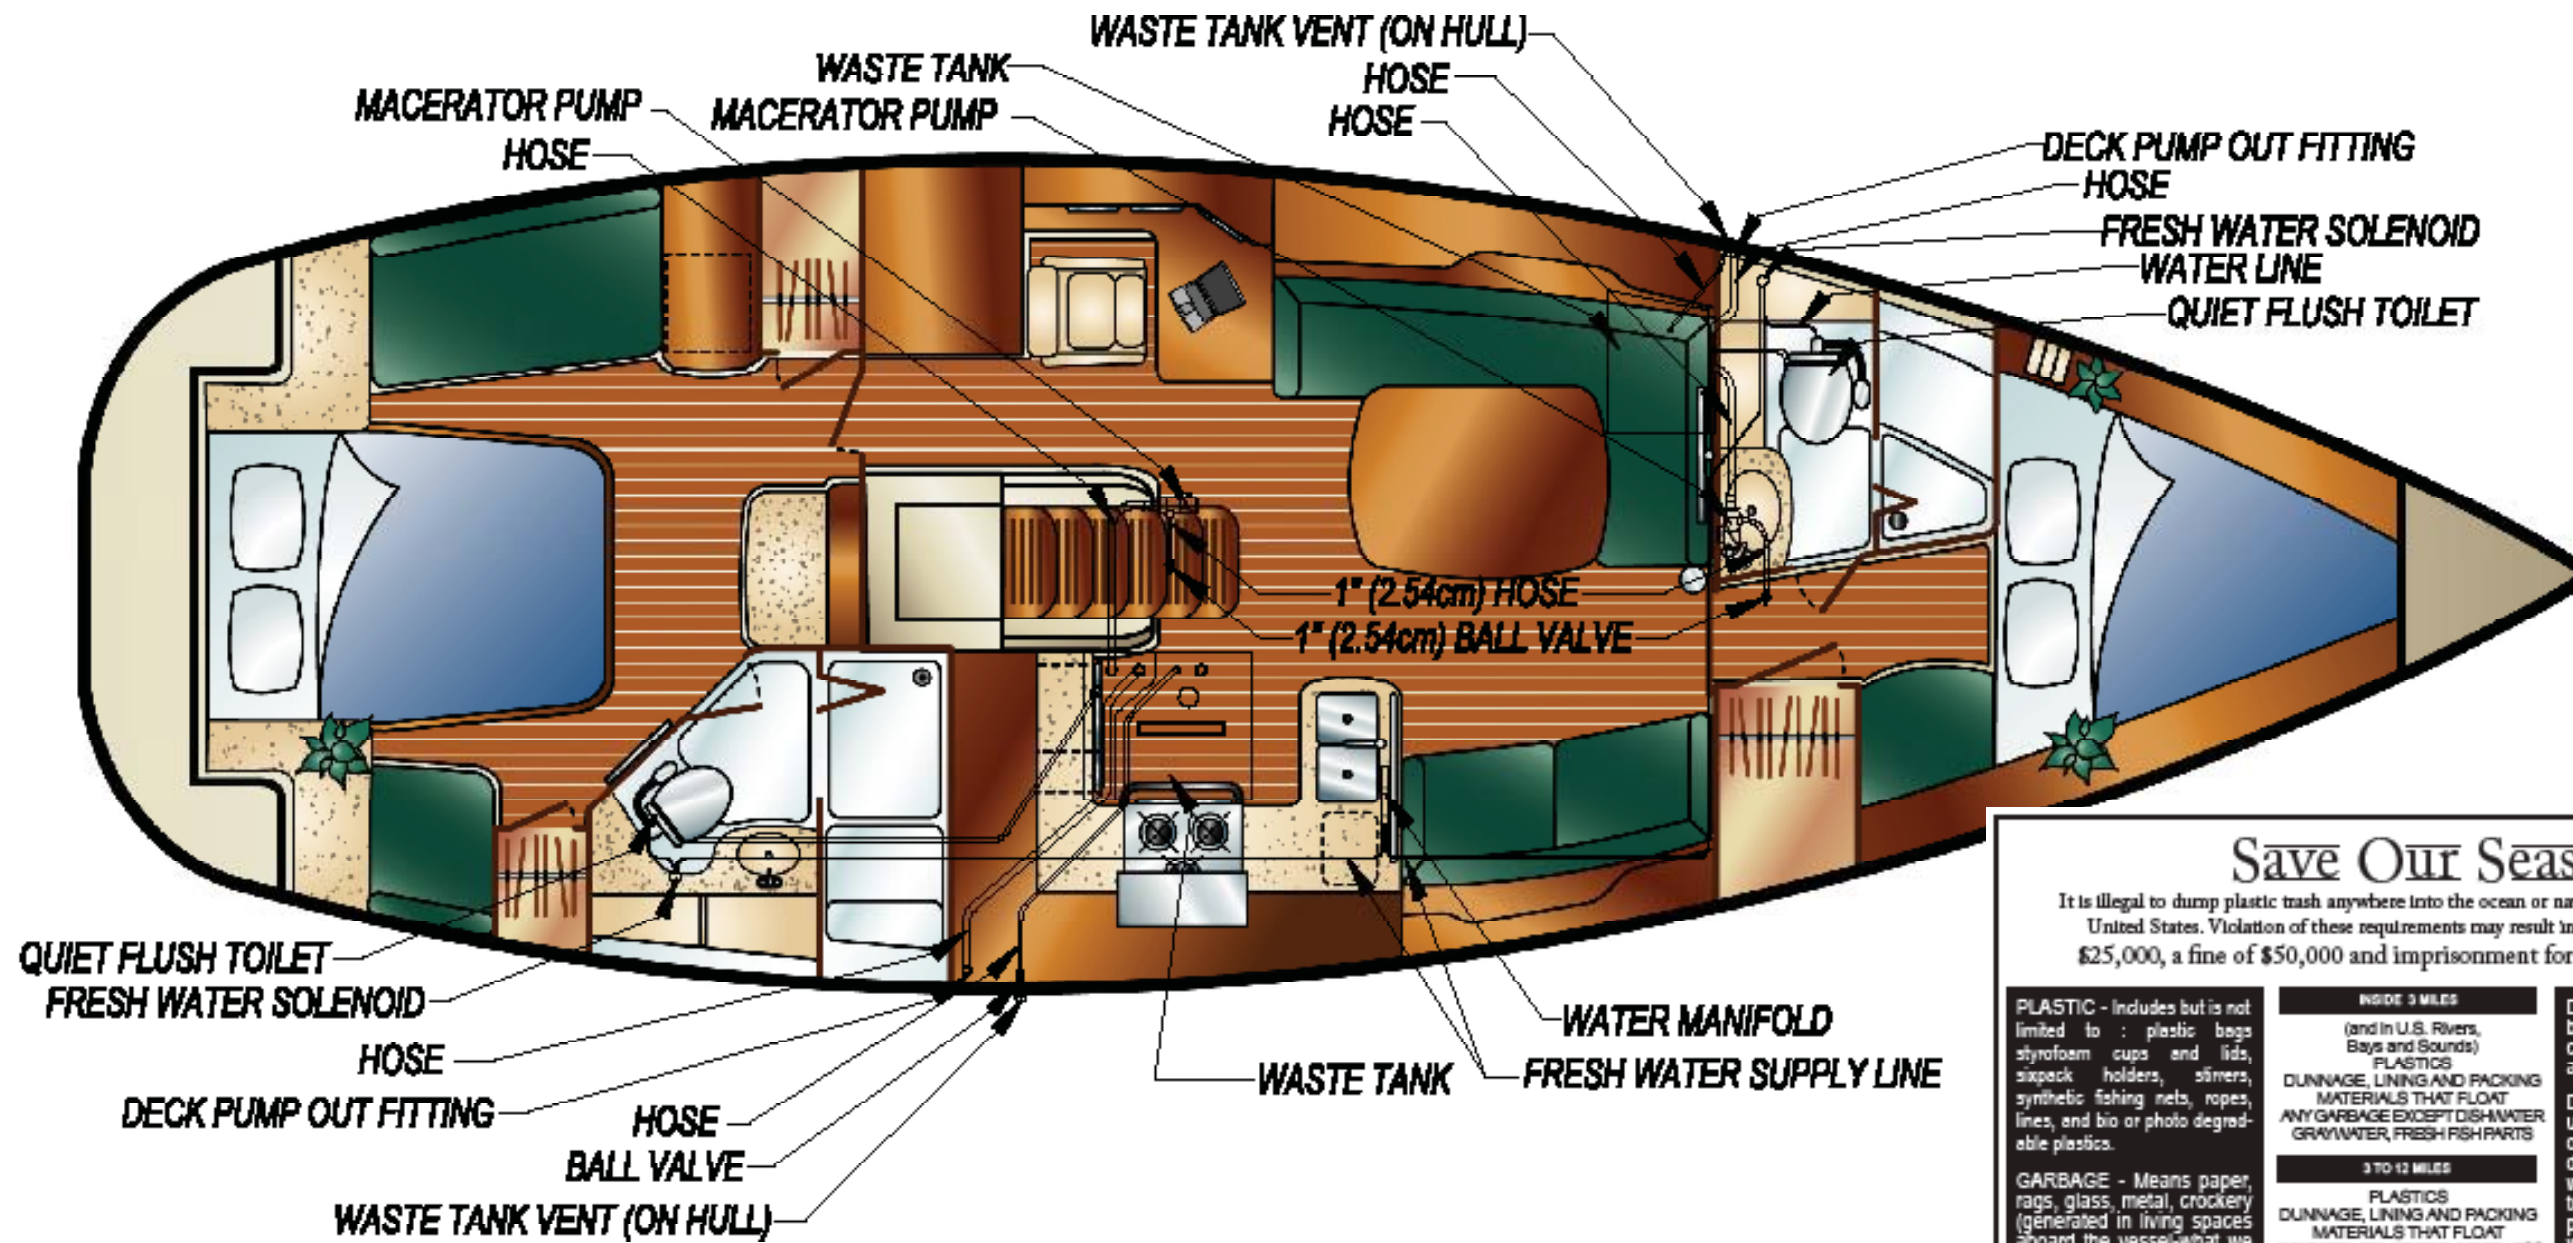 WASTE TANK VENT (ON HULL)
HOSE
HOSE
WASTE TANK
MACERATOR PUMP
MACERATOR PUMP
HOSE
DECK PUMP OUT FITTING
HOSE
FRESH WATER SOLENOID
WATER LINE
QUIET FLUSH TOILET
1" (2.54cm) HOSE
1" (2.54cm) BALL VALVE
QUIET FLUSH TOILET
FRESH WATER SOLENOID
HOSE
DECK PUMP OUT FITTING
HOSE
BALL VALVE
WASTE TANK VENT (ON HULL)
WATER MANIFOLD
WASTE TANK
FRESH WATER SUPPLY LINE
Save Our Seas
It is illegal to dump plastic trash anywhere into the ocean or
United States. Violation of these requirements may result in
$25,000, a fine of $50,000 and imprisonment for
PLASTIC - Includes but is not
limited to : plastic bags
styrofoam cups and lids,
sixpack holders, stirrers,
synthetic fishing nets, ropes,
lines, and bio or photo degrad-
able plastics.
GARBAGE - Means paper,
rags, glass, metal, crockery
(generated in living spaces
aboard the vessel-what we
INSIDE 3 MILES
(and in U.S. Rivers,
Bays and Sounds)
PLASTICS
DUNNAGE, LINING AND PACKING
MATERIALS THAT FLOAT
ANY GARBAGE EXCEPT DISHWATER
GRAYWATER, FRESH FISH PARTS
3 TO 12 MILES
PLASTICS
DUNNAGE, LINING AND PACKING
MATERIALS THAT FLOAT